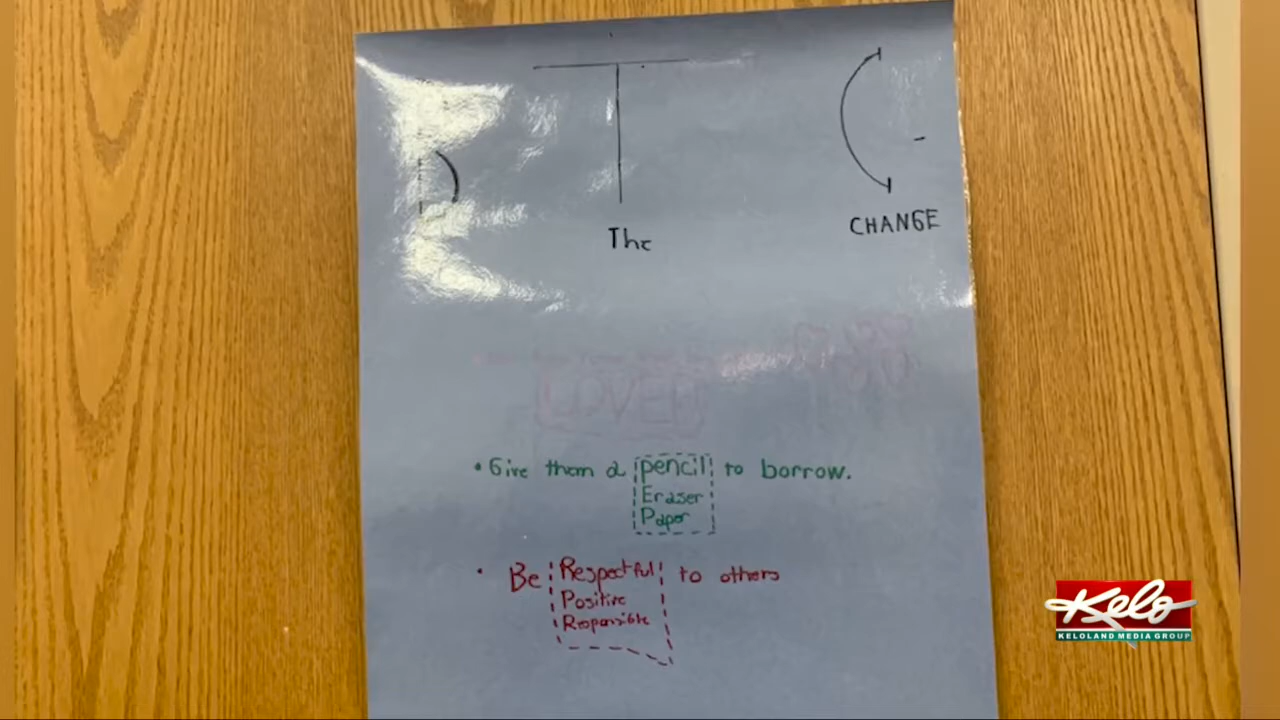 T
The
CHANGE
LOVED
• Give them a pencil to borrow.
Eraser
Paper
• Be Respectful to others
Positive
Responsible
Kelo
KELOLAND MEDIA GROUP